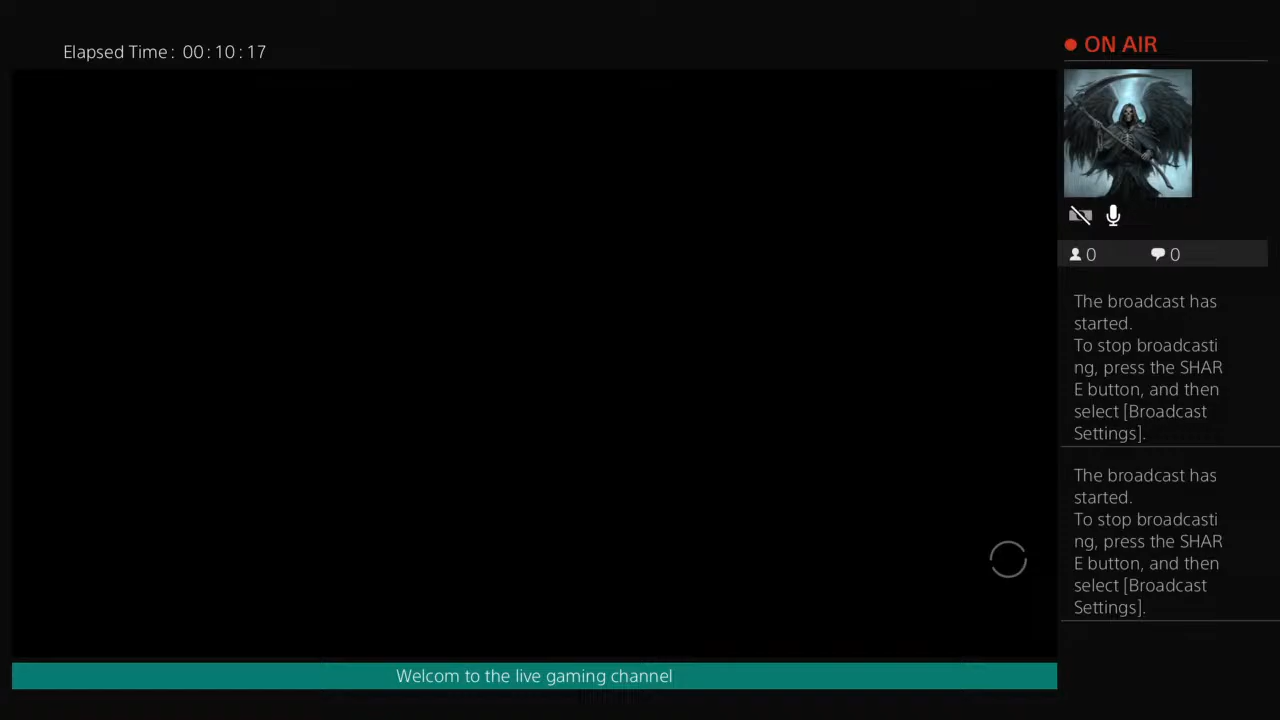 Elapsed Time: 00:10:17
ON AIR
0 0
The broadcast has
started.
To stop broadcasti
ng, press the SHAR
E button, and then
select [Broadcast
Settings].
The broadcast has
started.
To stop broadcasti
ng, press the SHAR
E button, and then
select [Broadcast
Settings].
Welcom to the live gaming channel